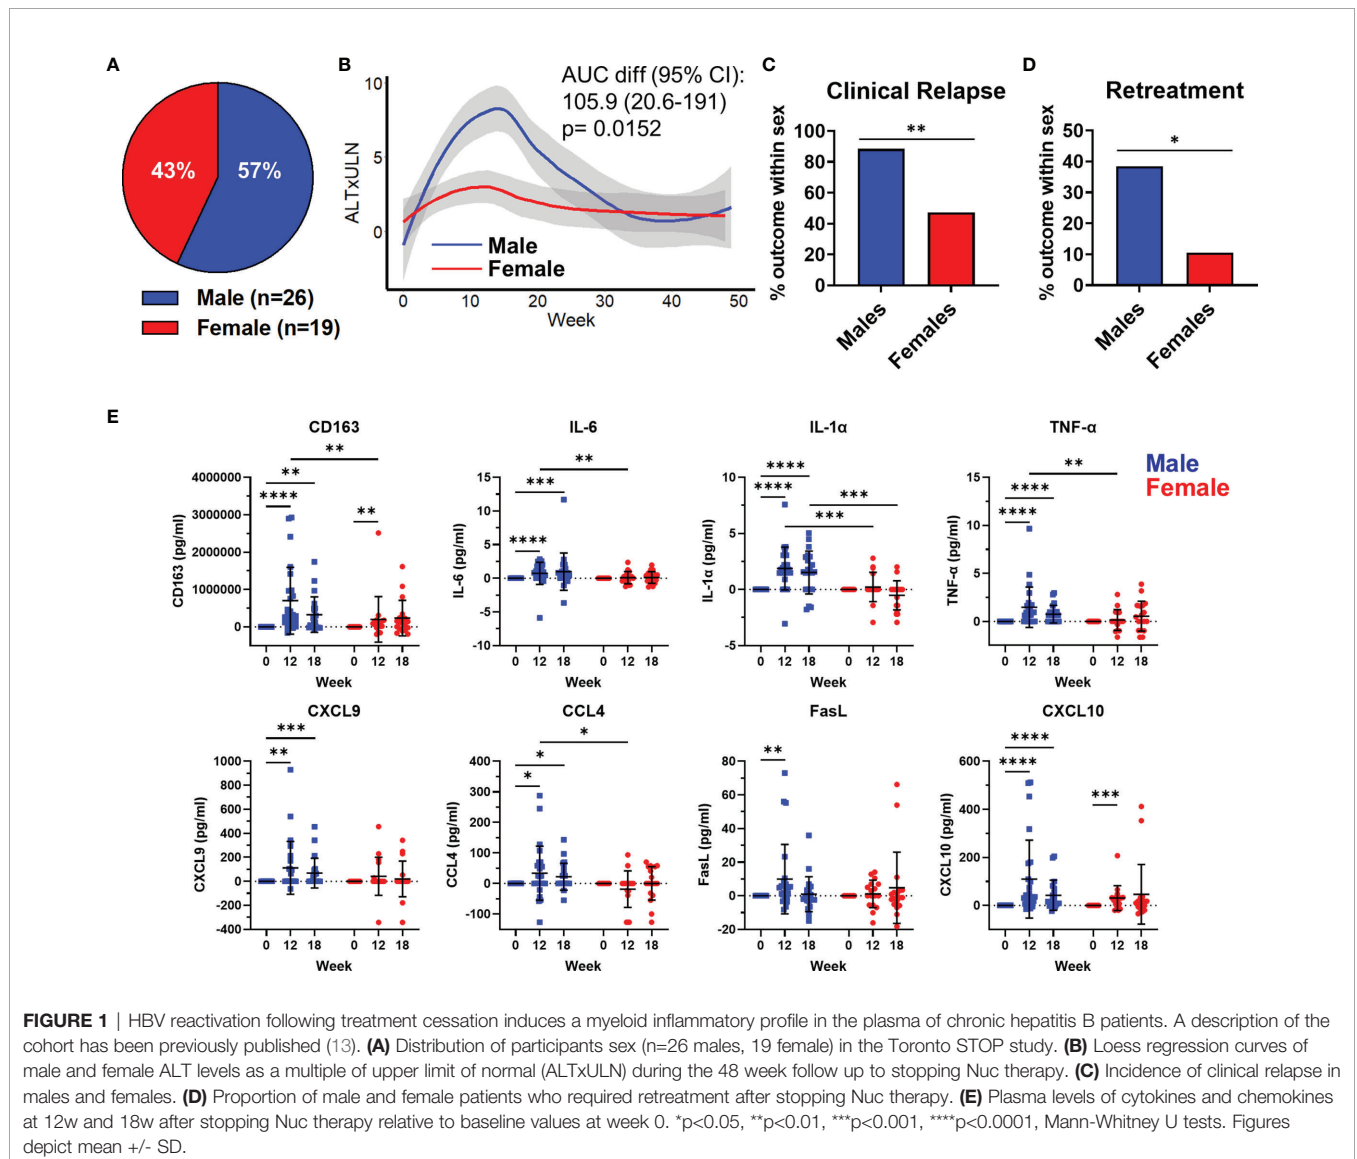 A
43%
57%
Male (n=26)
Female (n=19)
B
AUC diff (95% CI):
105.9 (20.6-191)
p= 0.0152
10
5
0
ALTxULN
Male
Female
0 10 20 30 40 50
Week
C
Clinical Relapse
**
100
80
60
40
20
0
% outcome within sex
Males
Females
D
Retreatment
*
50
40
30
20
10
0
% outcome within sex
Males
Females
E
CD163
**
**
****
**
4000000
3000000
2000000
1000000
0
CD163 (pg/ml)
0 12 18 0 12 18
Week
IL-6
**
***
****
15
10
5
0
-5
-10
IL-6 (pg/ml)
0 12 18 0 12 18
Week
IL-1α
****
****
***
***
10
5
0
-5
IL-1α (pg/ml)
0 12 18 0 12 18
Week
TNF-α
**
****
****
15
10
5
0
TNF-α (pg/ml)
0 12 18 0 12 18
Week
Male
Female
CXCL9
***
**
1000
800
600
400
200
0
-200
-400
CXCL9 (pg/ml)
0 12 18 0 12 18
Week
CCL4
*
*
*
400
300
200
100
0
-100
CCL4 (pg/ml)
0 12 18 0 12 18
Week
FasL
**
80
60
40
20
0
-20
FasL (pg/ml)
0 12 18 0 12 18
Week
CXCL10
****
****
***
600
400
200
0
CXCL10 (pg/ml)
0 12 18 0 12 18
Week
FIGURE 1 | HBV reactivation following treatment cessation induces a myeloid inflammatory profile in the plasma of chronic hepatitis B patients. A description of the
cohort has been previously published (13). (A) Distribution of participants sex (n=26 males, 19 female) in the Toronto STOP study. (B) Loess regression curves of
male and female ALT levels as a multiple of upper limit of normal (ALTxULN) during the 48 week follow up to stopping Nuc therapy. (C) Incidence of clinical relapse in
males and females. (D) Proportion of male and female patients who required retreatment after stopping Nuc therapy. (E) Plasma levels of cytokines and chemokines
at 12w and 18w after stopping Nuc therapy relative to baseline values at week 0. *p<0.05, **p<0.01, ***p<0.001, ****p<0.0001, Mann-Whitney U tests. Figures
depict mean +/- SD.